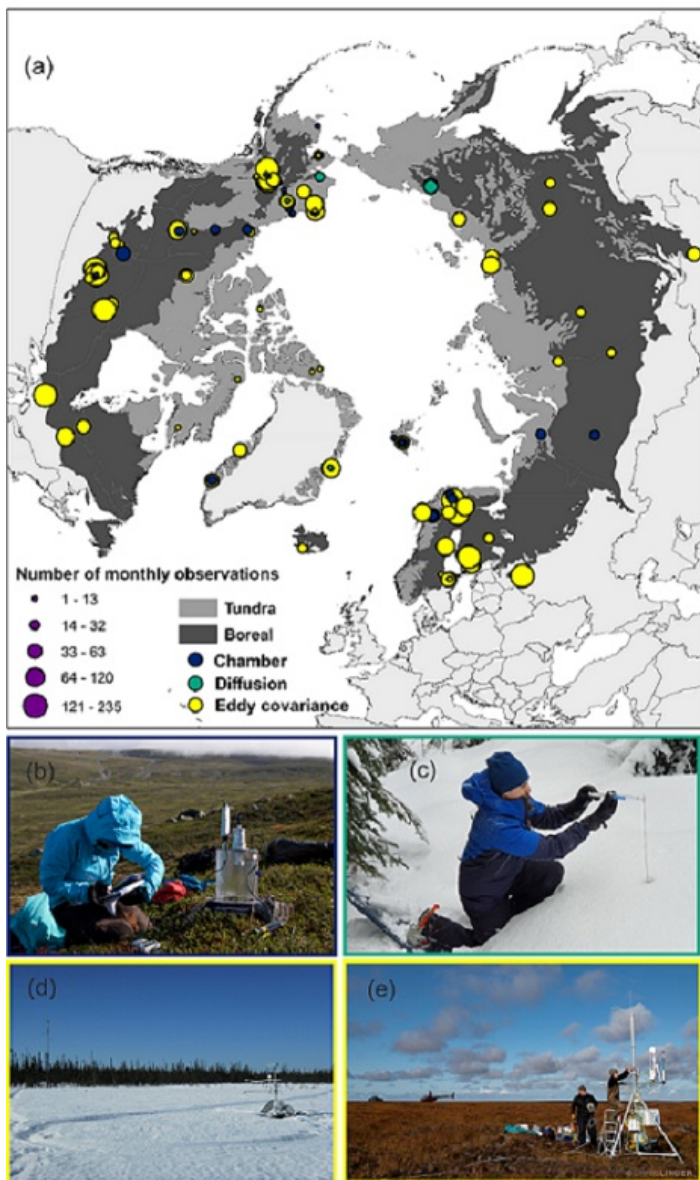 (a)
Number of monthly observations
1 - 13
14 - 32
33 - 63
64 - 120
121 - 235
Tundra
Boreal
Chamber
Diffusion
Eddy covariance
(b)
(c)
(d)
(e)